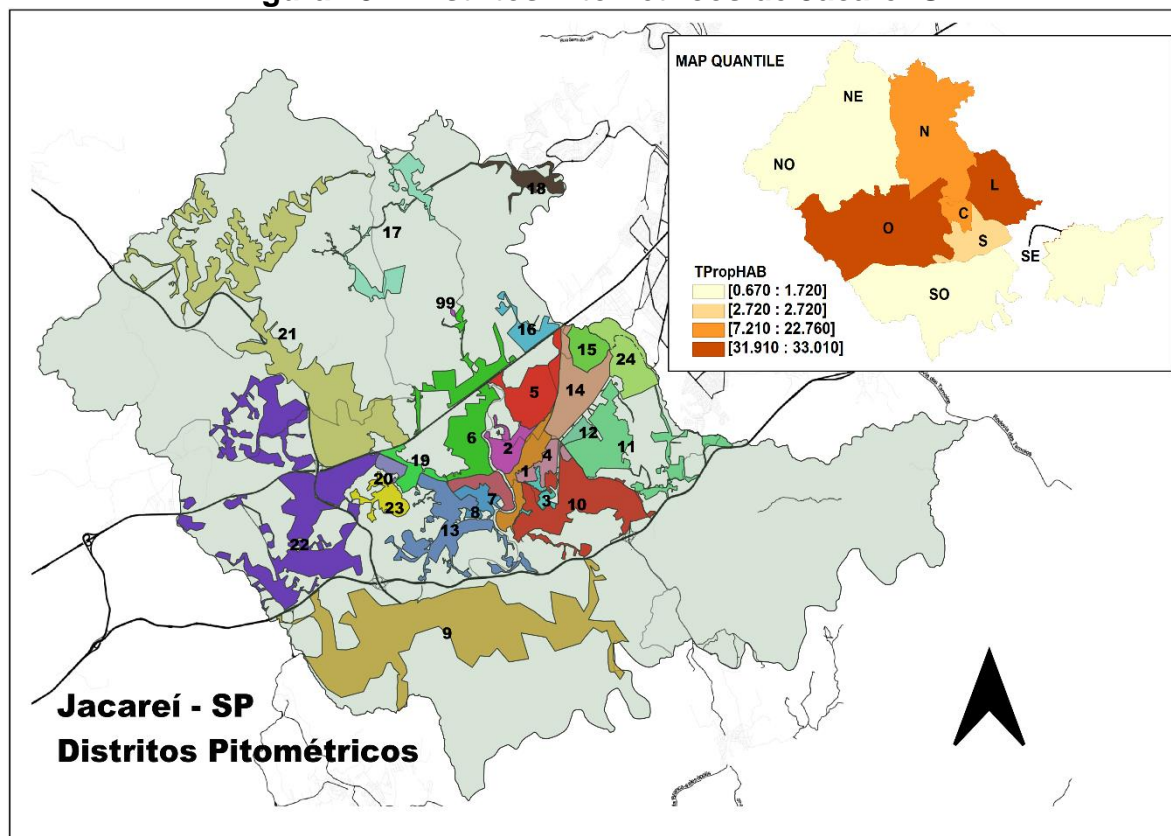 MAP QUANTILE
NE
N
NO
L
C
O
S
SE
SO
TPropHAB
[0.670 : 1.720]
[2.720 : 2.720]
[7.210 : 22.760]
[31.910 : 33.010]
18
17
99
16
21
15
24
5
14
6
2
12
11
4
19
1
20
7
3
10
23
8
13
22
9
Jacareí - SP
Distritos Pitométricos